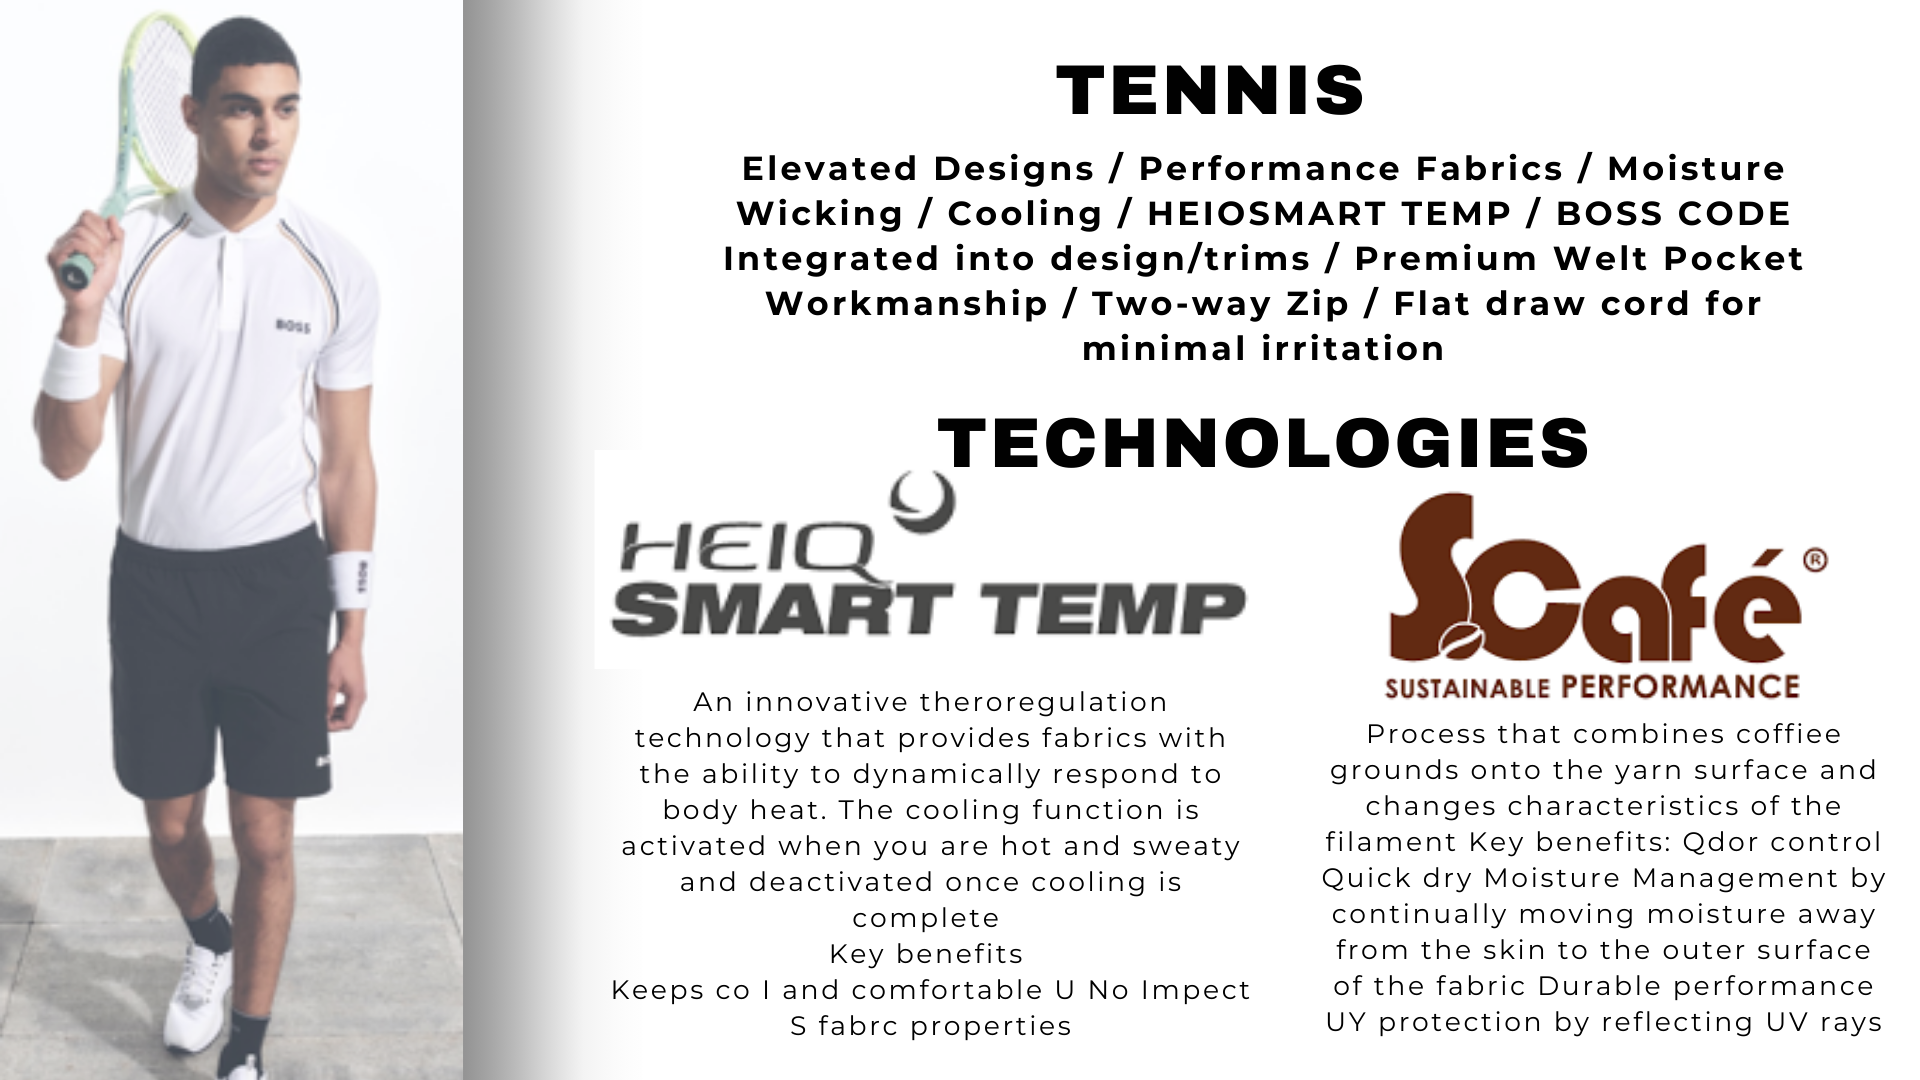 TENNIS
Elevated Designs / Performance Fabrics / Moisture
Wicking / Cooling / HEIOSMART TEMP / BOSS CODE
Integrated into design/trims / Premium Welt Pocket
Workmanship / Two-way Zip / Flat draw cord for
minimal irritation
BOSS
BOSS
TECHNOLOGIES
HEIQ
SMART TEMP
An innovative theroregulation
technology that provides fabrics with
the ability to dynamically respond to
body heat. The cooling function is
activated when you are hot and sweaty
and deactivated once cooling is
complete
Key benefits
Keeps co I and comfortable U No Impect
S fabrc properties
S.Café®
SUSTAINABLE PERFORMANCE
Process that combines coffiee
grounds onto the yarn surface and
changes characteristics of the
filament Key benefits: Qdor control
Quick dry Moisture Management by
continually moving moisture away
from the skin to the outer surface
of the fabric Durable performance
UY protection by reflecting UV rays